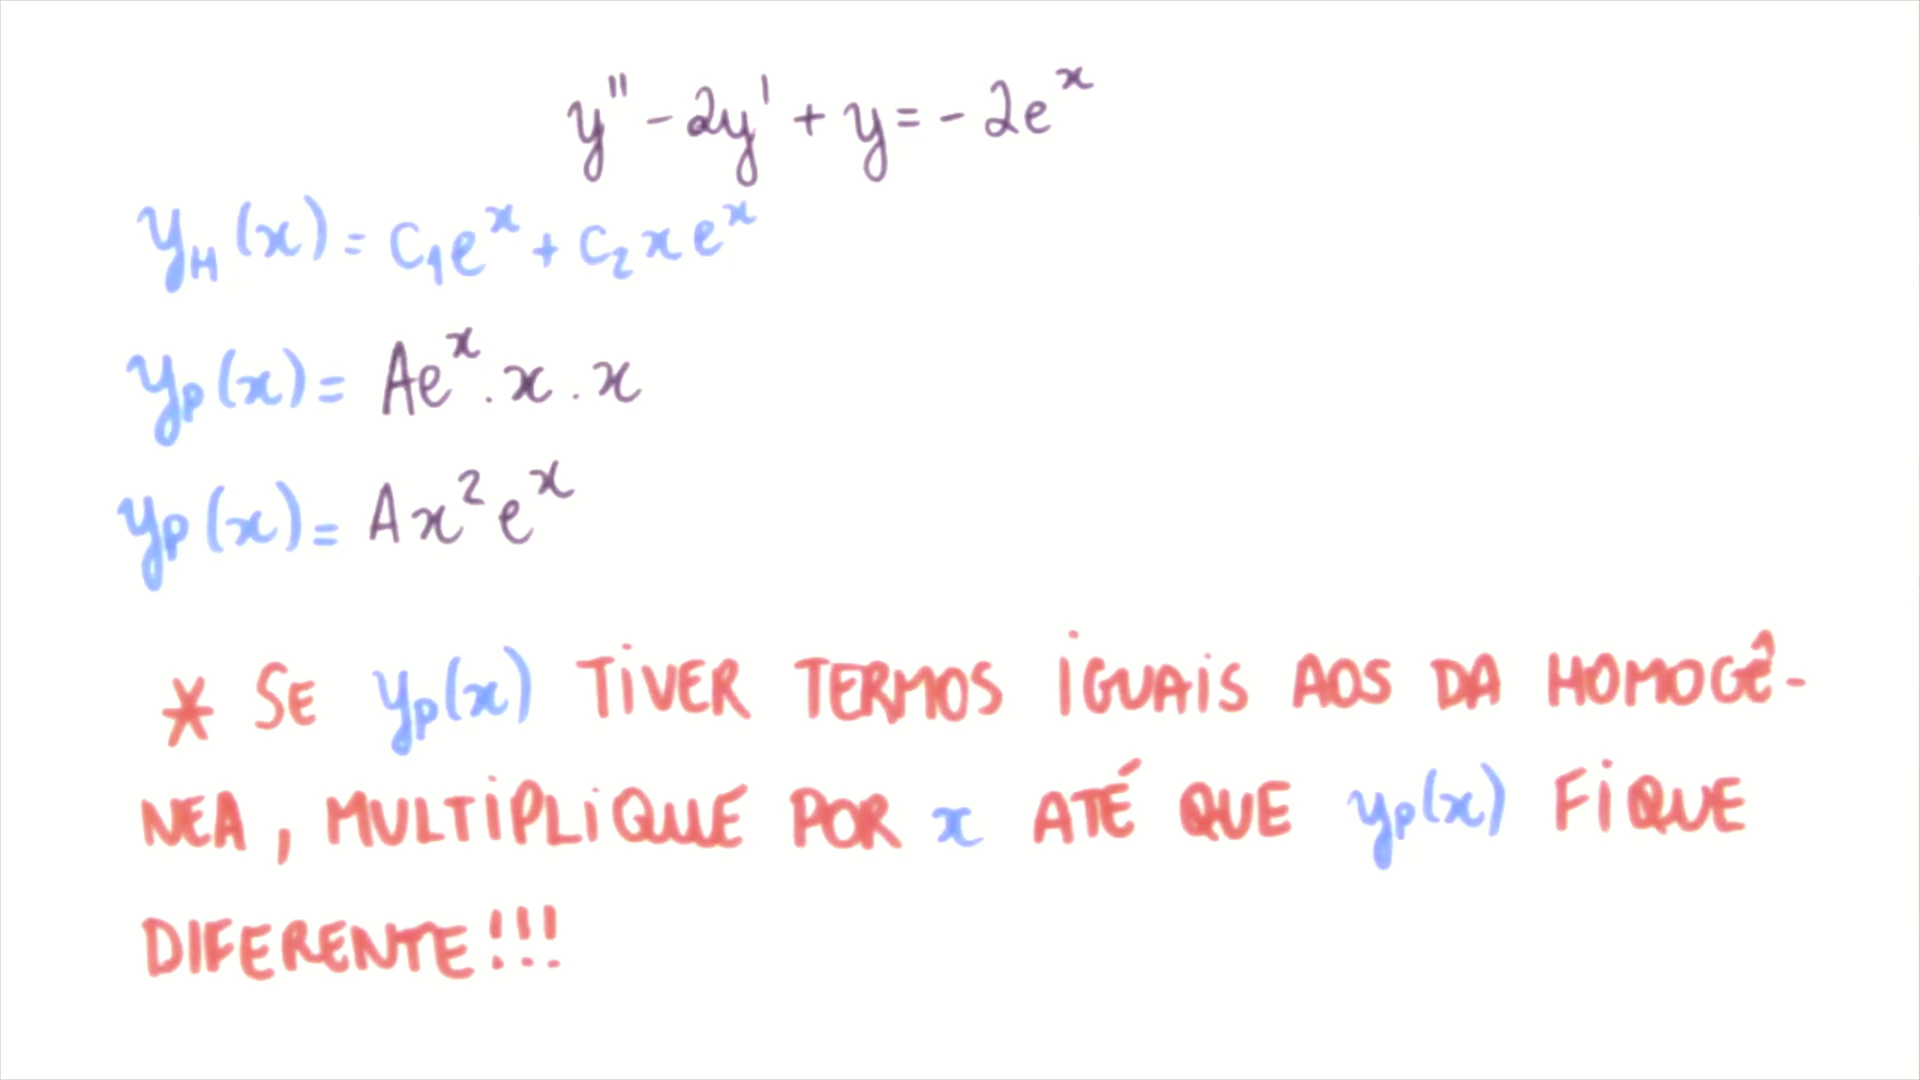 y'' - 2y' + y = - 2e^x
y_H(x) = C_1e^x + C_2xe^x
y_P(x) = Ae^x . x . x
y_P(x) = Ax^2e^x
* SE y_P(x) TIVER TERMOS IGUAIS AOS DA HOMOGÊ-
NEA, MULTIPLIQUE POR x ATÉ QUE y_P(x) FIQUE
DIFERENTE!!!